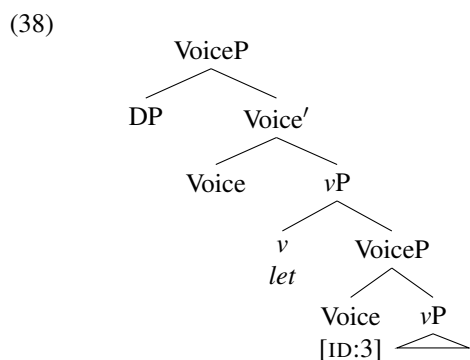 (38)
VoiceP
DP Voice′
Voice vP
v VoiceP
let
Voice vP
[ID:3]